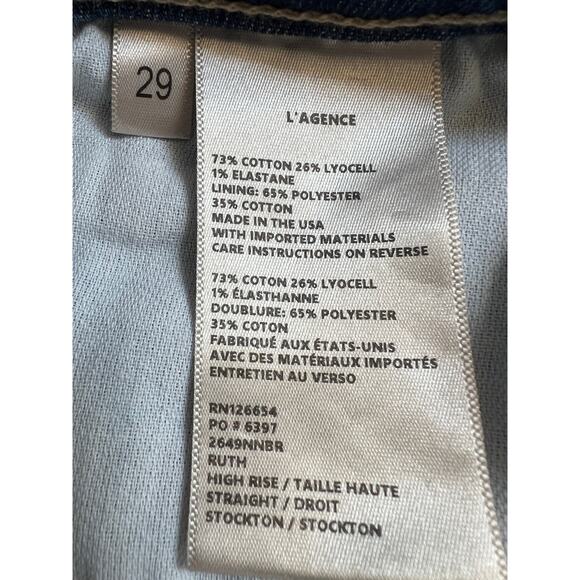 29
L'AGENCE
73% COTTON 26% LYOCELL
1% ELASTANE
LINING: 65% POLYESTER
35% COTTON
MADE IN THE USA
WITH IMPORTED MATERIALS
CARE INSTRUCTIONS ON REVERSE
73% COTON 26% LYOCELL
1% ÉLASTHANNE
DOUBLURE: 65% POLYESTER
35% COTON
FABRIQUÉ AUX ÉTATS-UNIS
AVEC DES MATÉRIAUX IMPORTÉS
ENTRETIEN AU VERSO
RN126654
PO # 6397
2649NNBR
RUTH
HIGH RISE / TAILLE HAUTE
STRAIGHT / DROIT
STOCKTON / STOCKTON